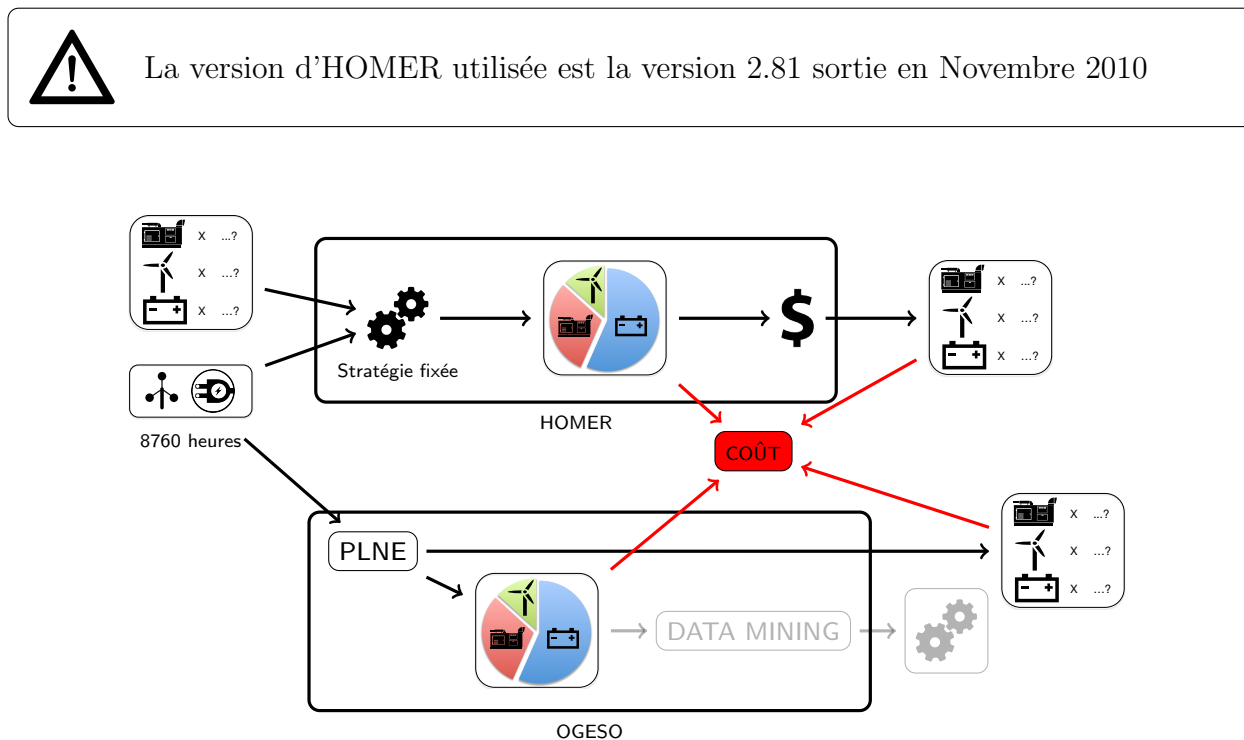 La version d'HOMER utilisée est la version 2.81 sortie en Novembre 2010
x ...?
x ...?
x ...?
8760 heures
Stratégie fixée
$
HOMER
x ...?
x ...?
x ...?
COÛT
PLNE
DATA MINING
OGESO
x ...?
x ...?
x ...?